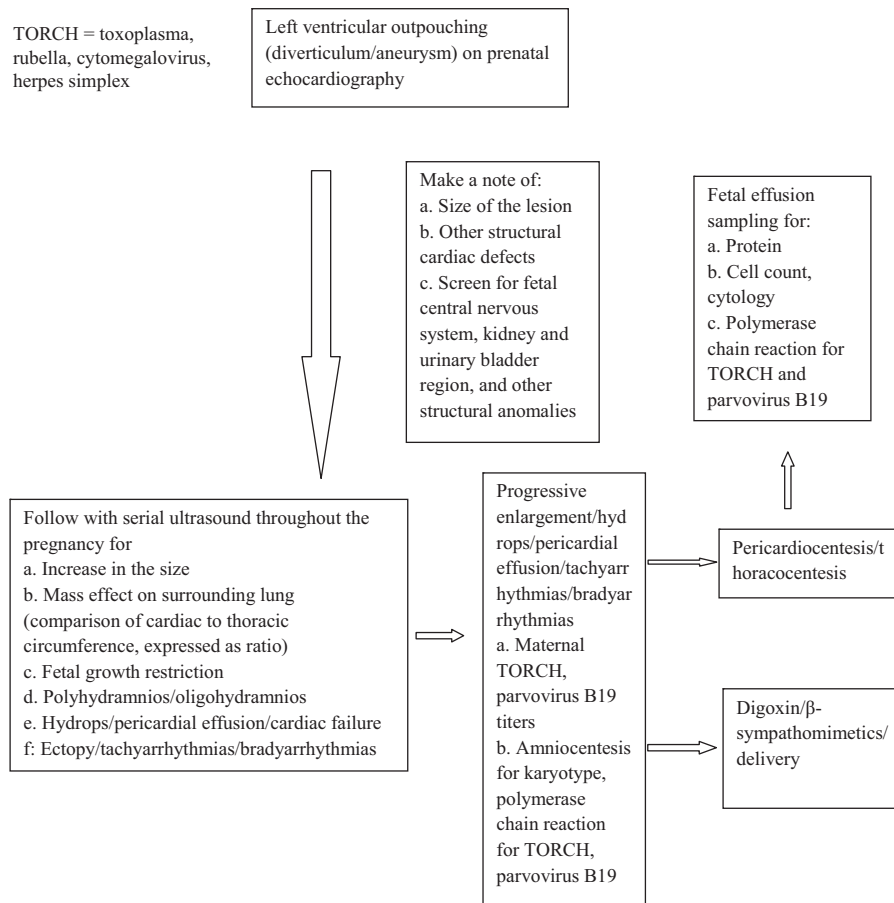 TORCH = toxoplasma,
rubella, cytomegalovirus,
herpes simplex
Left ventricular outpouching
(diverticulum/aneurysm) on prenatal
echocardiography
Make a note of:
a. Size of the lesion
b. Other structural
cardiac defects
c. Screen for fetal
central nervous
system, kidney and
urinary bladder
region, and other
structural anomalies
Fetal effusion
sampling for:
a. Protein
b. Cell count,
cytology
c. Polymerase
chain reaction for
TORCH and
parvovirus B19
Follow with serial ultrasound throughout the
pregnancy for
a. Increase in the size
b. Mass effect on surrounding lung
(comparison of cardiac to thoracic
circumference, expressed as ratio)
c. Fetal growth restriction
d. Polyhydramnios/oligohydramnios
e. Hydrops/pericardial effusion/cardiac failure
f: Ectopy/tachyarrhythmias/bradyarrhythmias
Progressive
enlargement/hyd
rops/pericardial
effusion/tachyarr
hythmias/bradyar
rhythmias
a. Maternal
TORCH,
parvovirus B19
titers
b. Amniocentesis
for karyotype,
polymerase
chain reaction
for TORCH,
parvovirus B19
Pericardiocentesis/t
horacocentesis
Digoxin/β-
sympathomimetics/
delivery